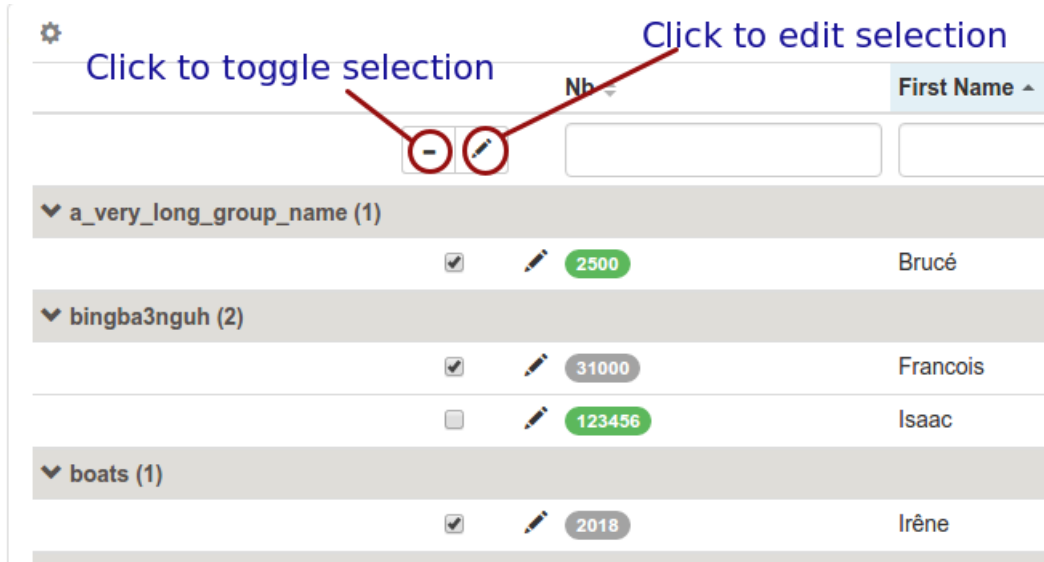 Click to edit selection
Click to toggle selection
Nb
First Name
a_very_long_group_name (1)
2500 Brucé
bingba3nguh (2)
31000 Francois
123456 Isaac
boats (1)
2018 Irêne